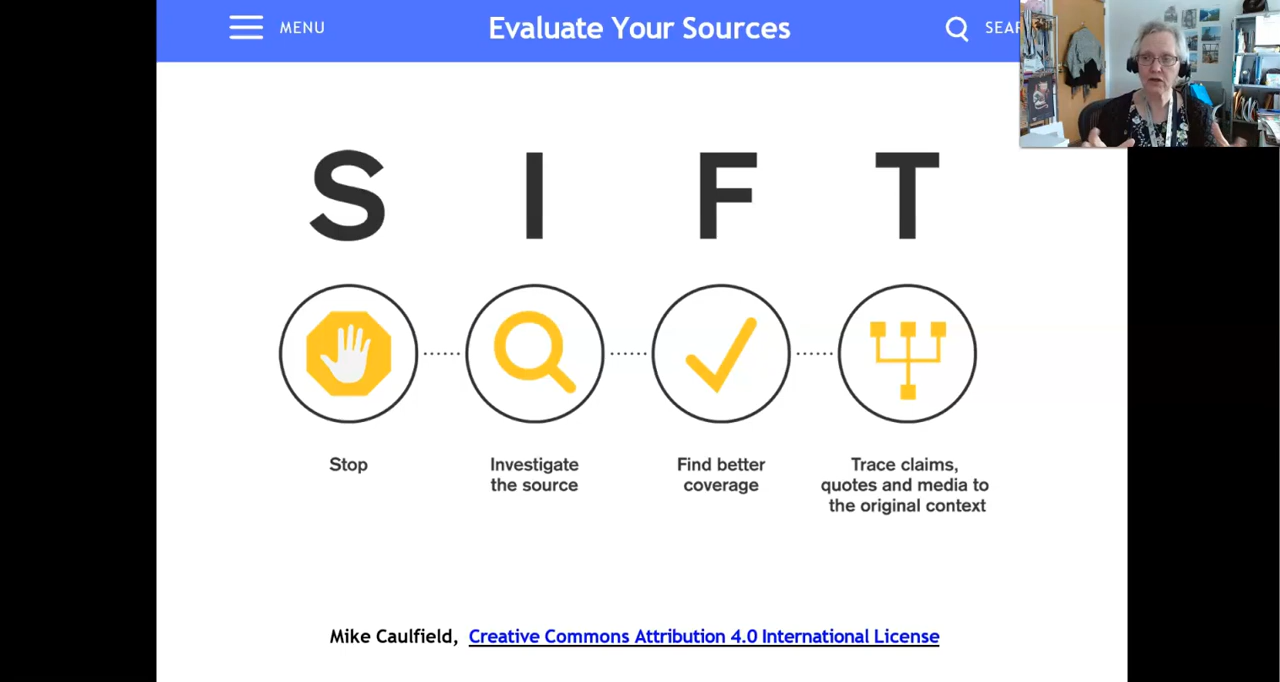 MENU
Evaluate Your Sources
S I F T
Stop
Investigate
the source
Find better
coverage
Trace claims,
quotes and media to
the original context
Mike Caulfield, Creative Commons Attribution 4.0 International License